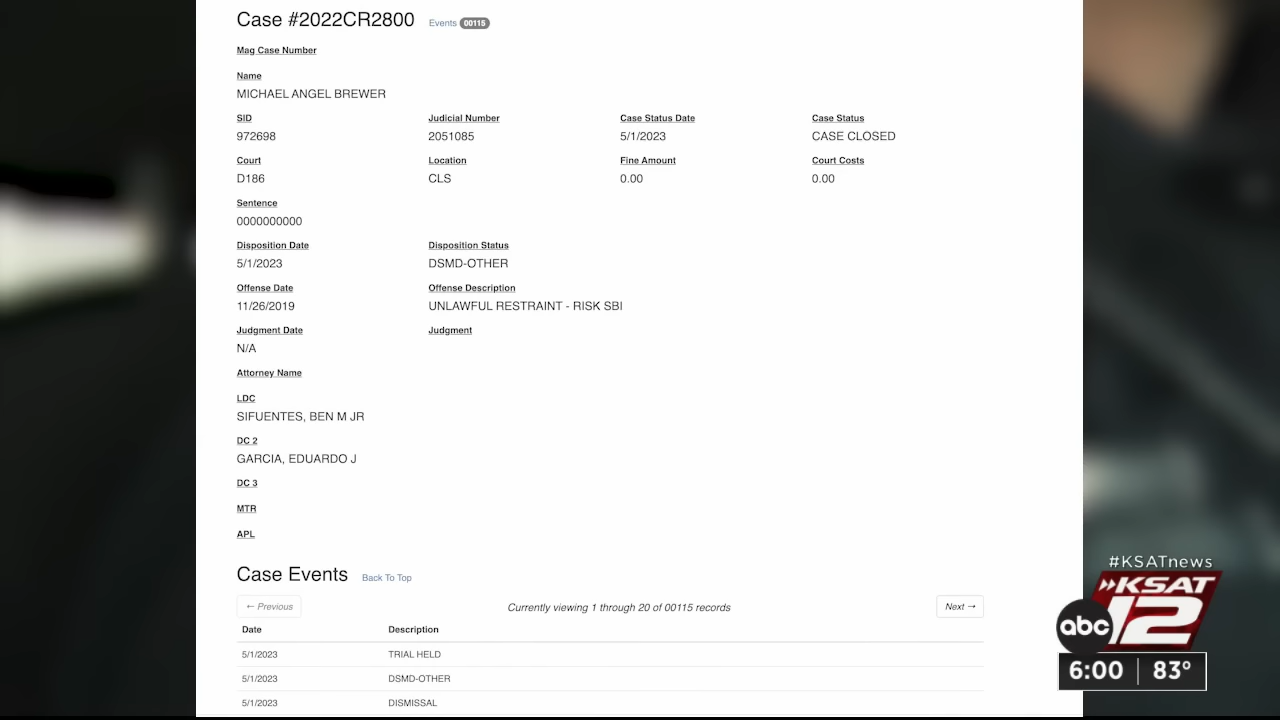 Case #2022CR2800 Events 00115
Mag Case Number
Name
MICHAEL ANGEL BREWER
SID Judicial Number Case Status Date Case Status
972698 2051085 5/1/2023 CASE CLOSED
Court Location Fine Amount Court Costs
D186 CLS 0.00 0.00
Sentence
0000000000
Disposition Date Disposition Status
5/1/2023 DSMD-OTHER
Offense Date Offense Description
11/26/2019 UNLAWFUL RESTRAINT - RISK SBI
Judgment Date Judgment
N/A
Attorney Name
LDC
SIFUENTES, BEN M JR
DC 2
GARCIA, EDUARDO J
DC 3
MTR
APL
Case Events Back To Top
← Previous Currently viewing 1 through 20 of 00115 records Next →
Date Description
5/1/2023 TRIAL HELD
5/1/2023 DSMD-OTHER
5/1/2023 DISMISSAL
#KSATnews
KSAT
abc 12
6:00 83°